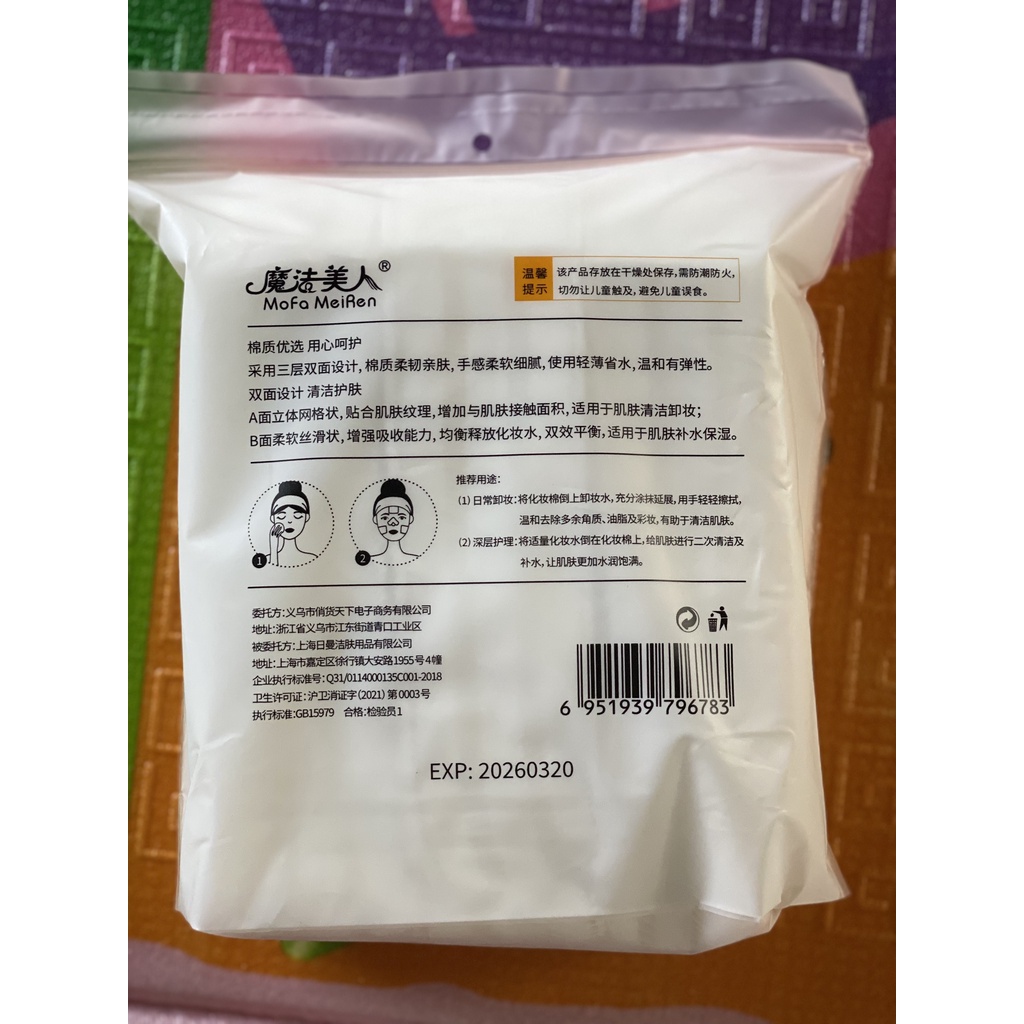 魔法美人®
MoFa MeiRen
温馨提示
该产品存放在干燥处保存,需防潮防火,
切勿让儿童触及,避免儿童误食。
棉质优选 用心呵护
采用三层双面设计,棉质柔韧亲肤,手感柔软细腻,使用轻薄省水,温和有弹性。
双面设计 清洁护肤
A面立体网格状,贴合肌肤纹理,增加与肌肤接触面积,适用于肌肤清洁卸妆;
B面柔软丝滑状,增强吸收能力,均衡释放化妆水,双效平衡,适用于肌肤补水保湿。
1
2
推荐用途:
(1)日常卸妆:将化妆棉倒上卸妆水,充分涂抹延展,用手轻轻擦拭,
温和去除多余角质、油脂及彩妆,有助于清洁肌肤。
(2)深层护理:将适量化妆水倒在化妆棉上,给肌肤进行二次清洁及
补水,让肌肤更加水润饱满。
委托方:义乌市俏货天下电子商务有限公司
地址:浙江省义乌市江东街道青口工业区
被委托方:上海日曼洁肤用品有限公司
地址:上海市嘉定区徐行镇大安路1955号4幢
企业执行标准号:Q31/0114000135C001-2018
卫生许可证:沪卫消证字(2021)第0003号
执行标准:GB15979 合格:检验员1
6 951939 796783
EXP: 20260320